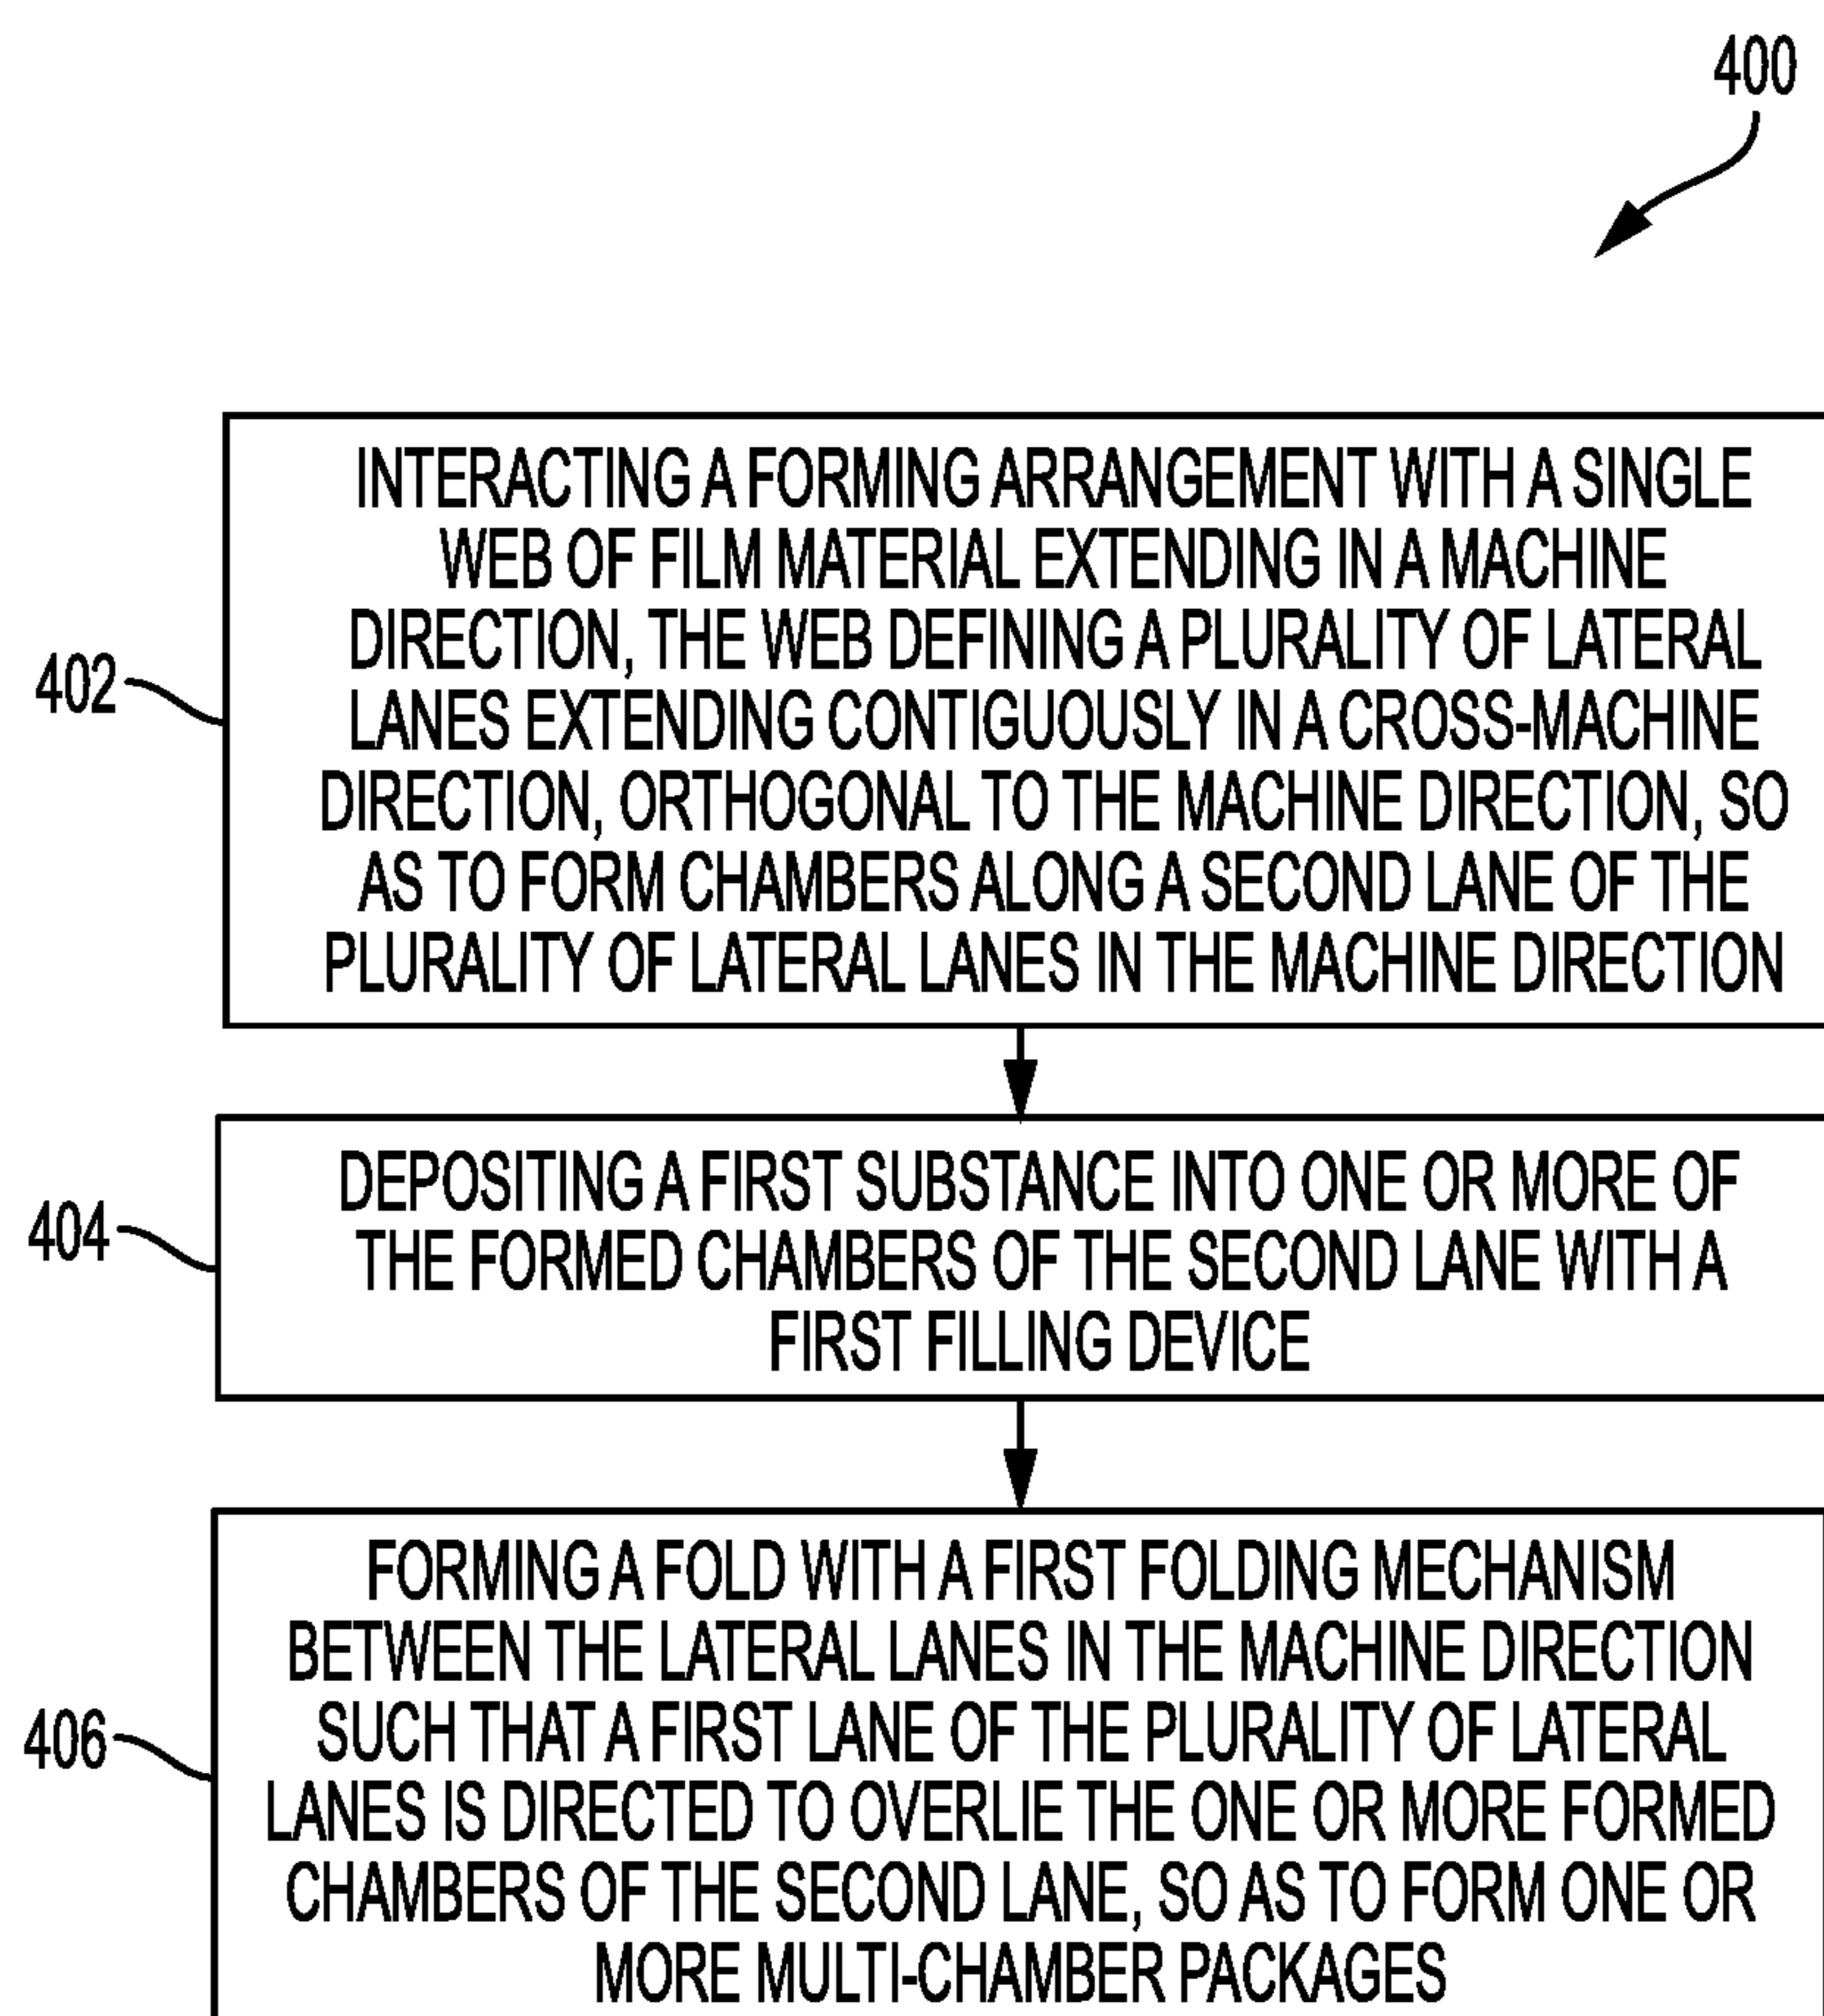 400
402
INTERACTING A FORMING ARRANGEMENT WITH A SINGLE
WEB OF FILM MATERIAL EXTENDING IN A MACHINE
DIRECTION, THE WEB DEFINING A PLURALITY OF LATERAL
LANES EXTENDING CONTIGUOUSLY IN A CROSS-MACHINE
DIRECTION, ORTHOGONAL TO THE MACHINE DIRECTION, SO
AS TO FORM CHAMBERS ALONG A SECOND LANE OF THE
PLURALITY OF LATERAL LANES IN THE MACHINE DIRECTION
404
DEPOSITING A FIRST SUBSTANCE INTO ONE OR MORE OF
THE FORMED CHAMBERS OF THE SECOND LANE WITH A
FIRST FILLING DEVICE
406
FORMING A FOLD WITH A FIRST FOLDING MECHANISM
BETWEEN THE LATERAL LANES IN THE MACHINE DIRECTION
SUCH THAT A FIRST LANE OF THE PLURALITY OF LATERAL
LANES IS DIRECTED TO OVERLIE THE ONE OR MORE FORMED
CHAMBERS OF THE SECOND LANE, SO AS TO FORM ONE OR
MORE MULTI-CHAMBER PACKAGES